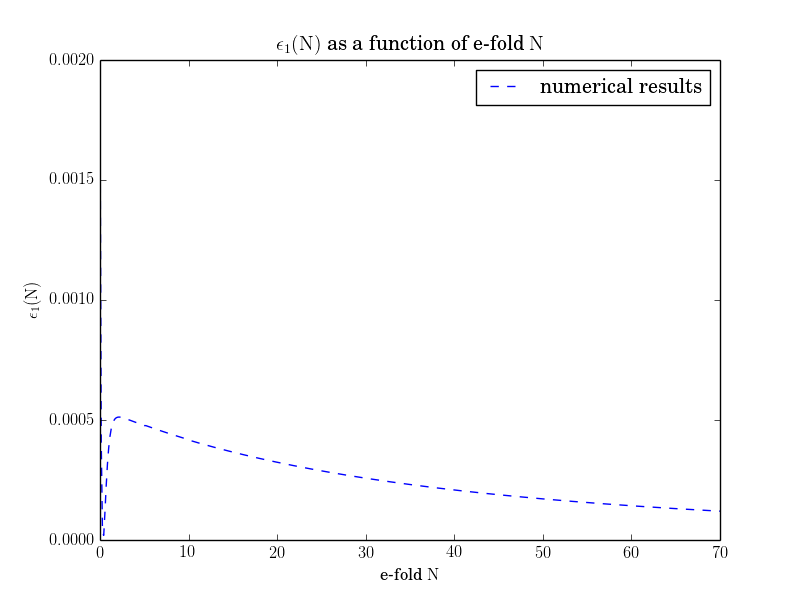 ϵ₁(N) as a function of e-fold N
numerical results
0.0020
0.0015
0.0010
0.0005
0.0000
ϵ₁(N)
0 10 20 30 40 50 60 70
e-fold N